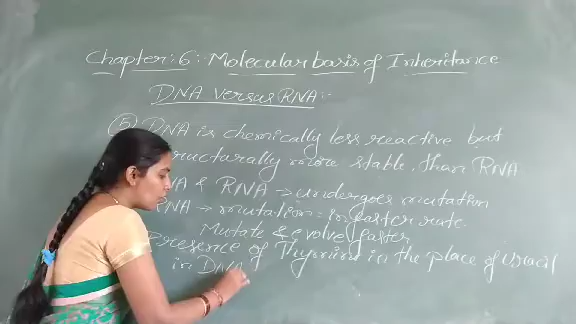 Chapter: 6: Molecular basis of Inheritance
DNA versus RNA:-
(5) DNA is chemically less reactive but
structurally more stable. than RNA
DNA & RNA → undergoes mutation
RNA → mutation = in faster rate
Mutate & evolve faster
Presence of Thymine in the place of uracil
in DNA